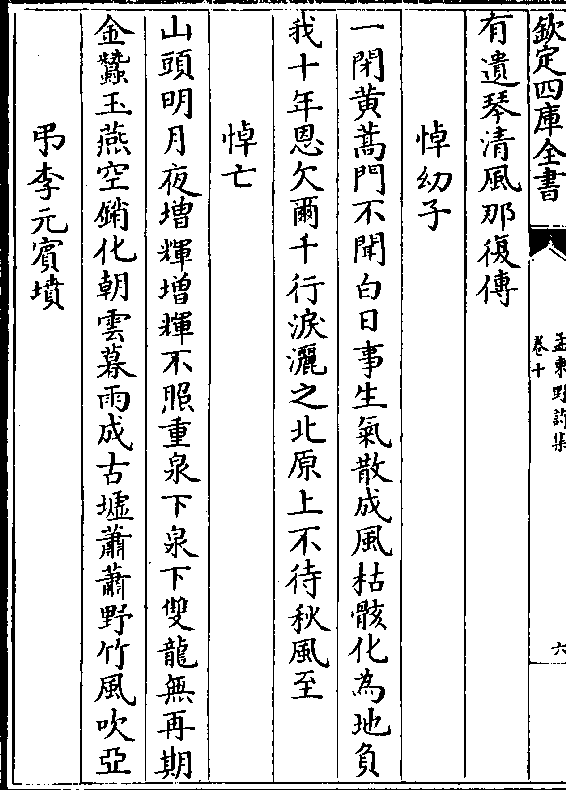 欽定四庫全書
孟東野詩集
卷十
六
有遺琴清風那復傳
悼幼子
一閉黃蒿門不聞白日事生氣散成風枯骸化為地負
我十年恩欠爾千行淚灑之北原上不待秋風至
悼亡
山頭明月夜增輝增輝不照重泉下泉下雙龍無再期
金蠶玉燕空銷化朝雲暮雨成古墟蕭蕭野竹風吹亞
弔李元賓墳